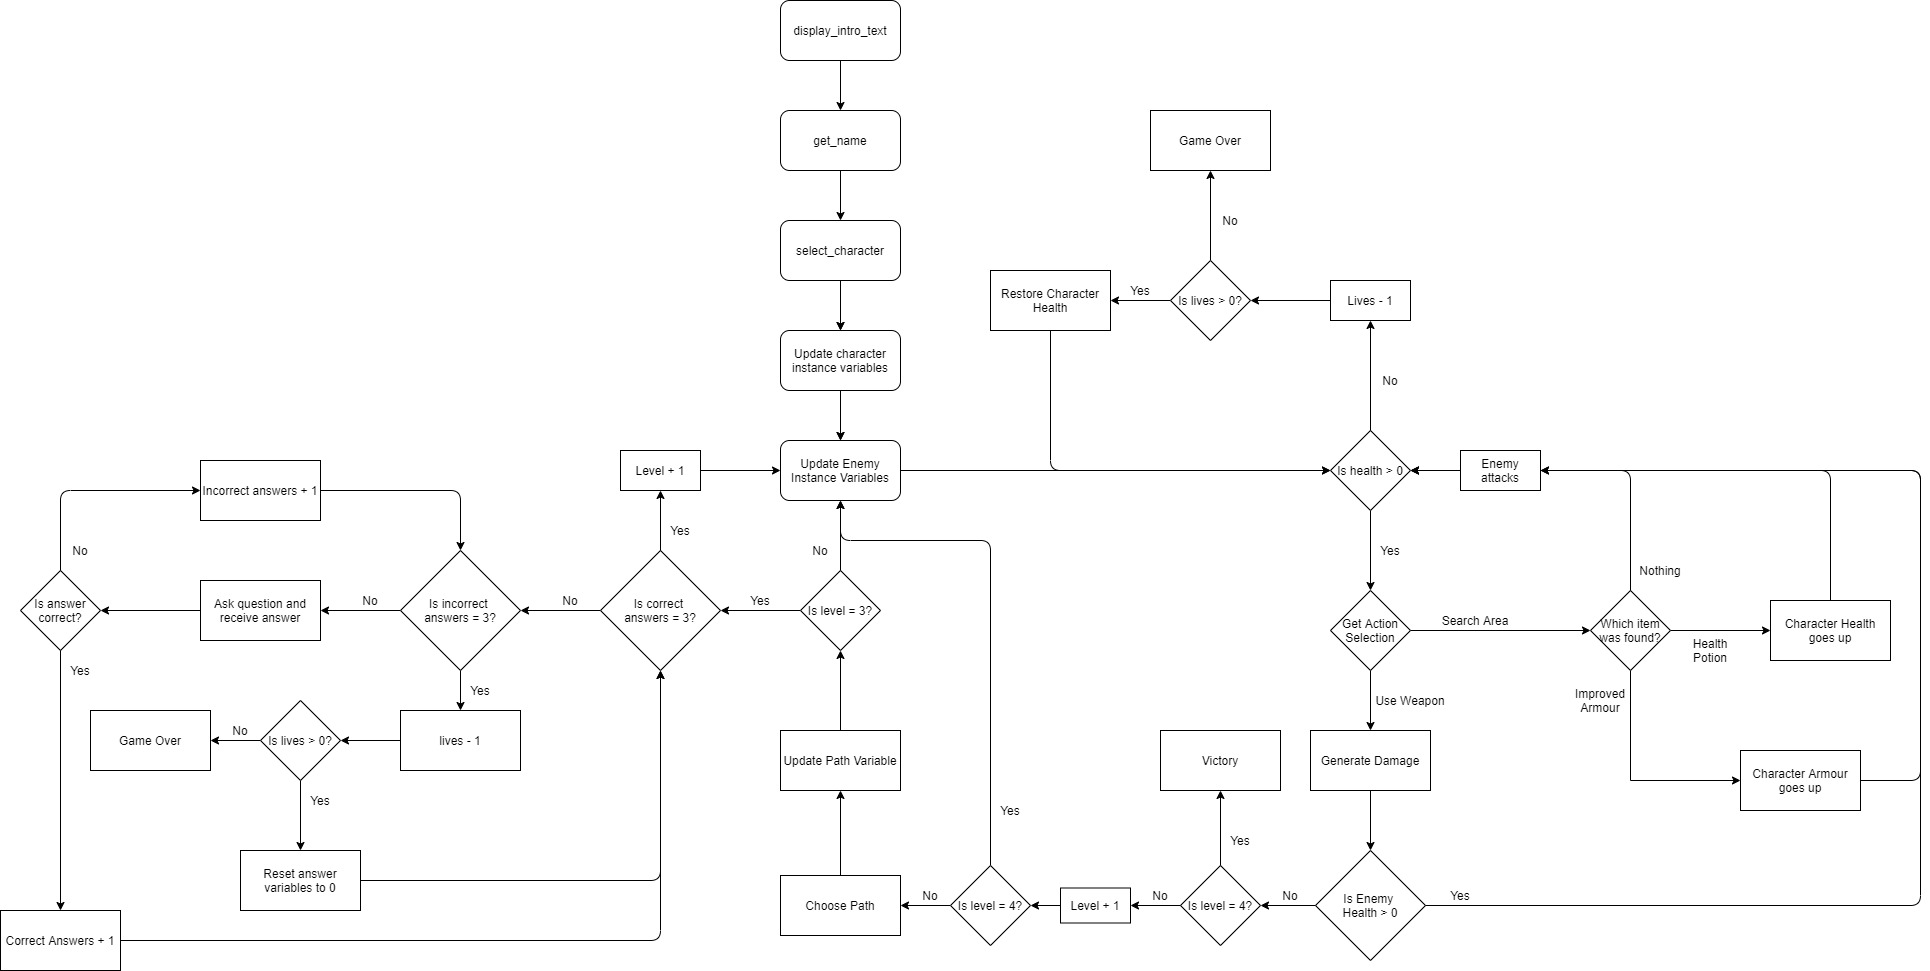 display_intro_text
get_name
Game Over
select_character
No
Restore Character
Health
Yes
Is lives > 0?
Lives - 1
Update character
instance variables
No
Level + 1
Update Enemy
Instance Variables
Is health > 0
Enemy
attacks
Incorrect answers + 1
Yes
No
No
Yes
Nothing
Is answer
correct?
Ask question and
receive answer
No
Is incorrect
answers = 3?
No
Is correct
answers = 3?
Yes
Is level = 3?
Get Action
Selection
Search Area
Which item
was found?
Health
Potion
Character Health
goes up
Yes
Yes
Use Weapon
Improved
Armour
Game Over
No
Is lives > 0?
lives - 1
Update Path Variable
Victory
Generate Damage
Character Armour
goes up
Yes
Yes
Yes
Reset answer
variables to 0
Choose Path
No
Is level = 4?
Level + 1
No
Is level = 4?
No
Is Enemy
Health > 0
Yes
Correct Answers + 1